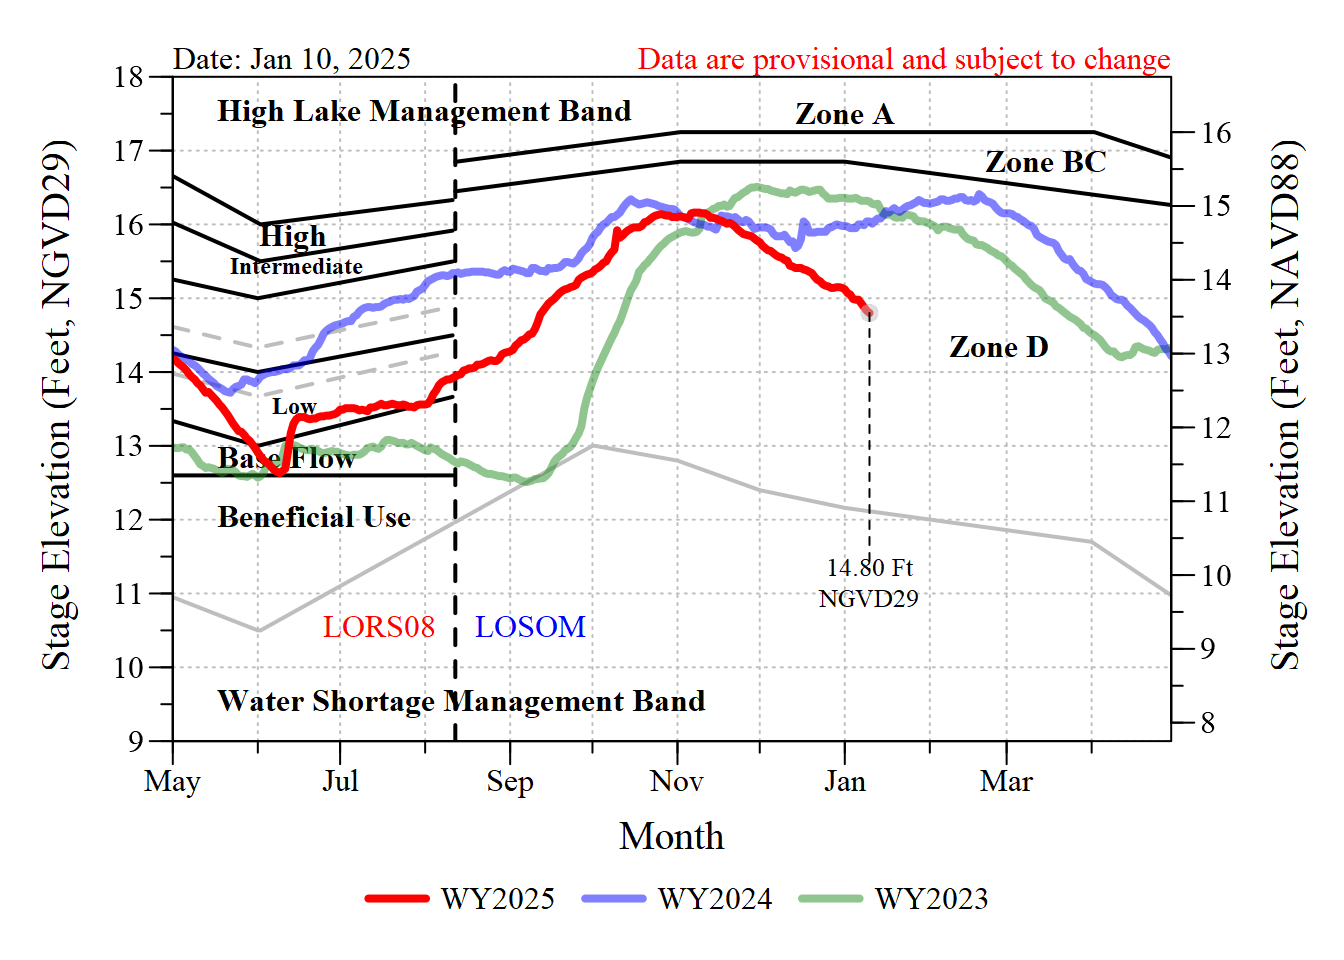 Date: Jan 10, 2025
Data are provisional and subject to change
18
17
16
15
14
13
12
11
10
9
Stage Elevation (Feet, NGVD29)
High Lake Management Band
Zone A
Zone BC
High
Intermediate
Zone D
Low
Base Flow
Beneficial Use
14.80 Ft
NGVD29
LORS08
LOSOM
Water Shortage Management Band
16
15
14
13
12
11
10
9
8
Stage Elevation (Feet, NAVD88)
May Jul Sep Nov Jan Mar
Month
WY2025 WY2024 WY2023